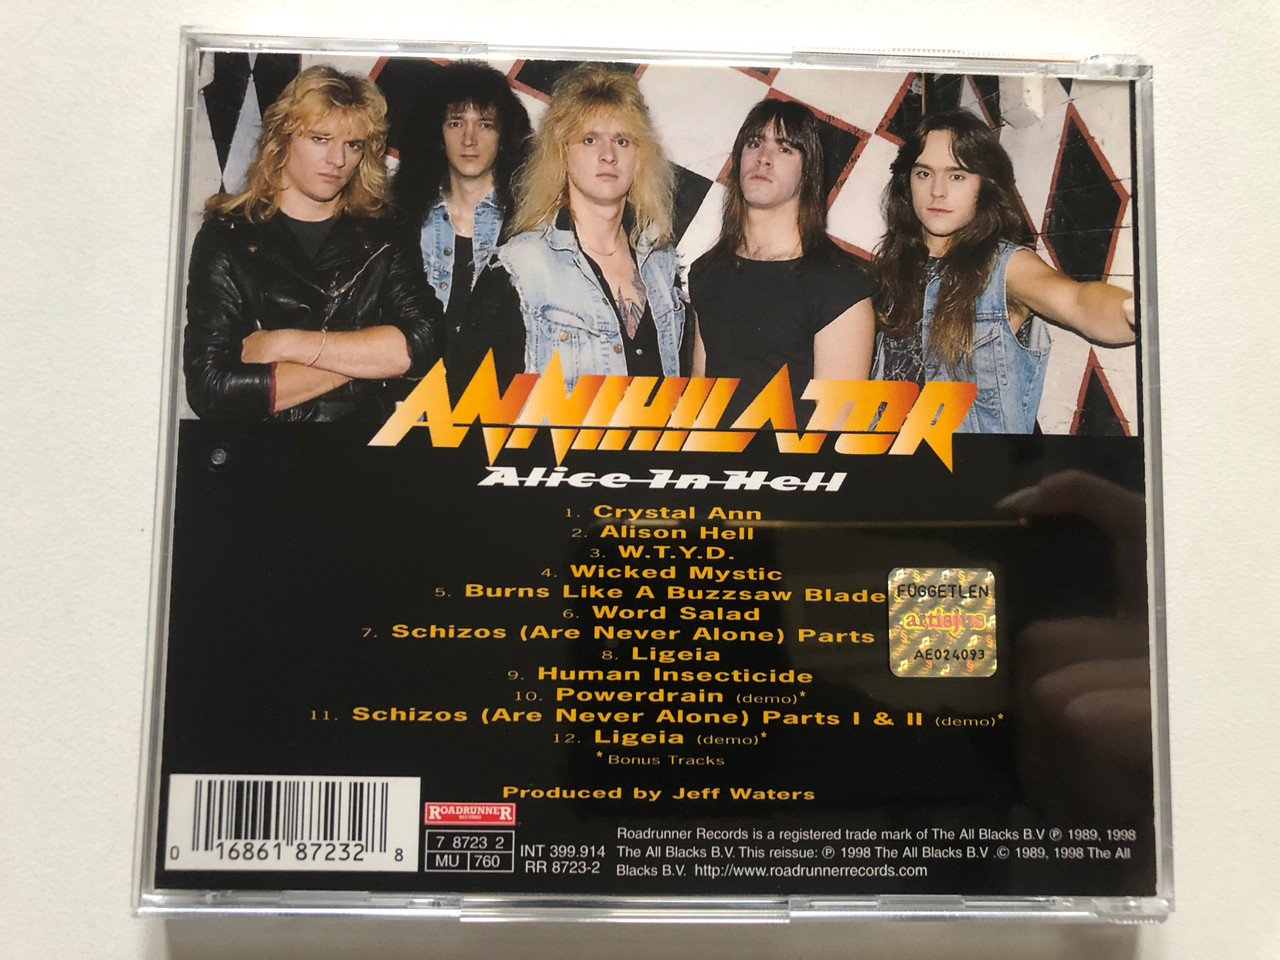 ANNIHILATOR
Alice In Hell
1. Crystal Ann
2. Alison Hell
3. W.T.Y.D.
4. Wicked Mystic
5. Burns Like A Buzzsaw Blade
6. Word Salad
7. Schizos (Are Never Alone) Parts
8. Ligeia
9. Human Insecticide
10. Powerdrain (demo)*
11. Schizos (Are Never Alone) Parts I & II (demo)*
12. Ligeia (demo)*
* Bonus Tracks
Produced by Jeff Waters
FÜGGETLEN
artisjus
AE024093
0 16861 87232 8
ROADRUNNER
RECORDS
7 8723 2
MU 760
INT 399.914
RR 8723-2
Roadrunner Records is a registered trade mark of The All Blacks B.V ℗ 1989, 1998
The All Blacks B.V. This reissue: ℗ 1998 The All Blacks B.V .© 1989, 1998 The All
Blacks B.V. http://www.roadrunnerrecords.com